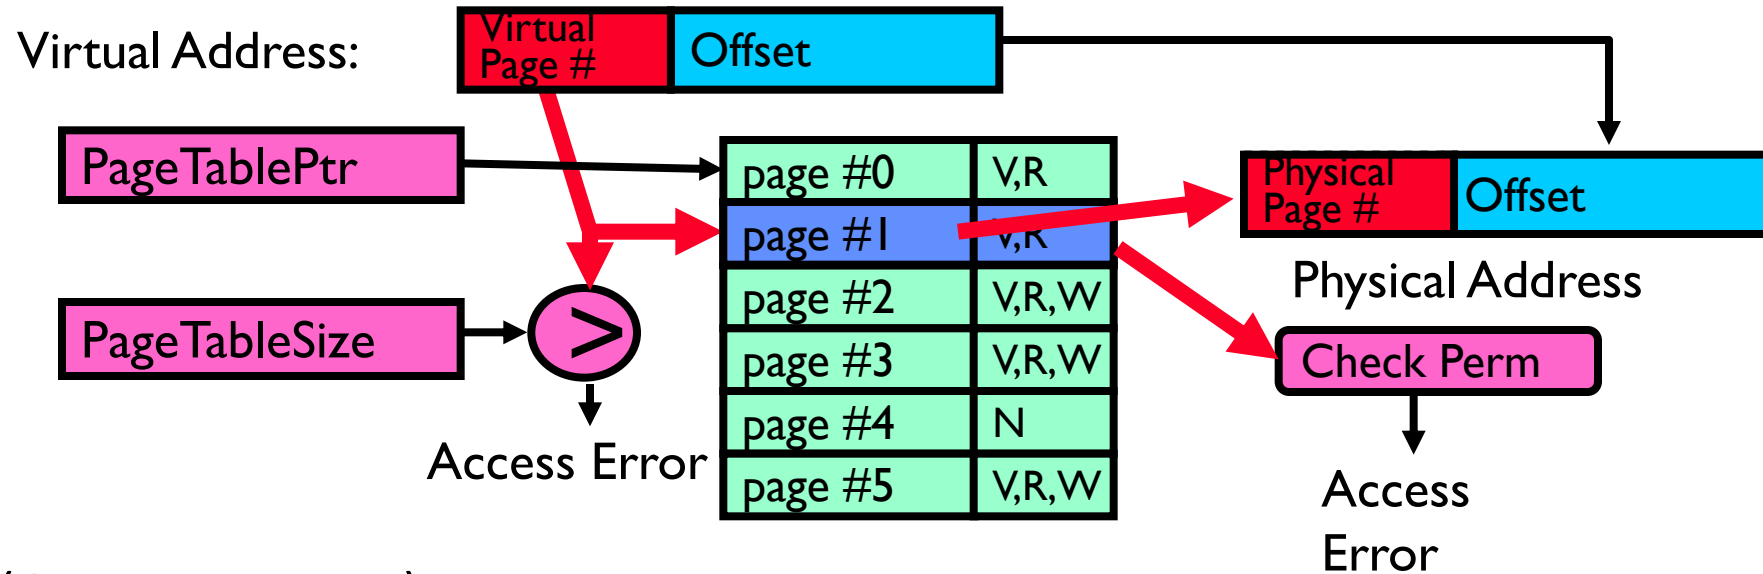 Virtual Address:
Virtual
Page #
Offset
PageTablePtr
PageTableSize
>
Access Error
page #0 V,R
page #1 V,R
page #2 V,R,W
page #3 V,R,W
page #4 N
page #5 V,R,W
Physical
Page #
Offset
Physical Address
Check Perm
Access
Error